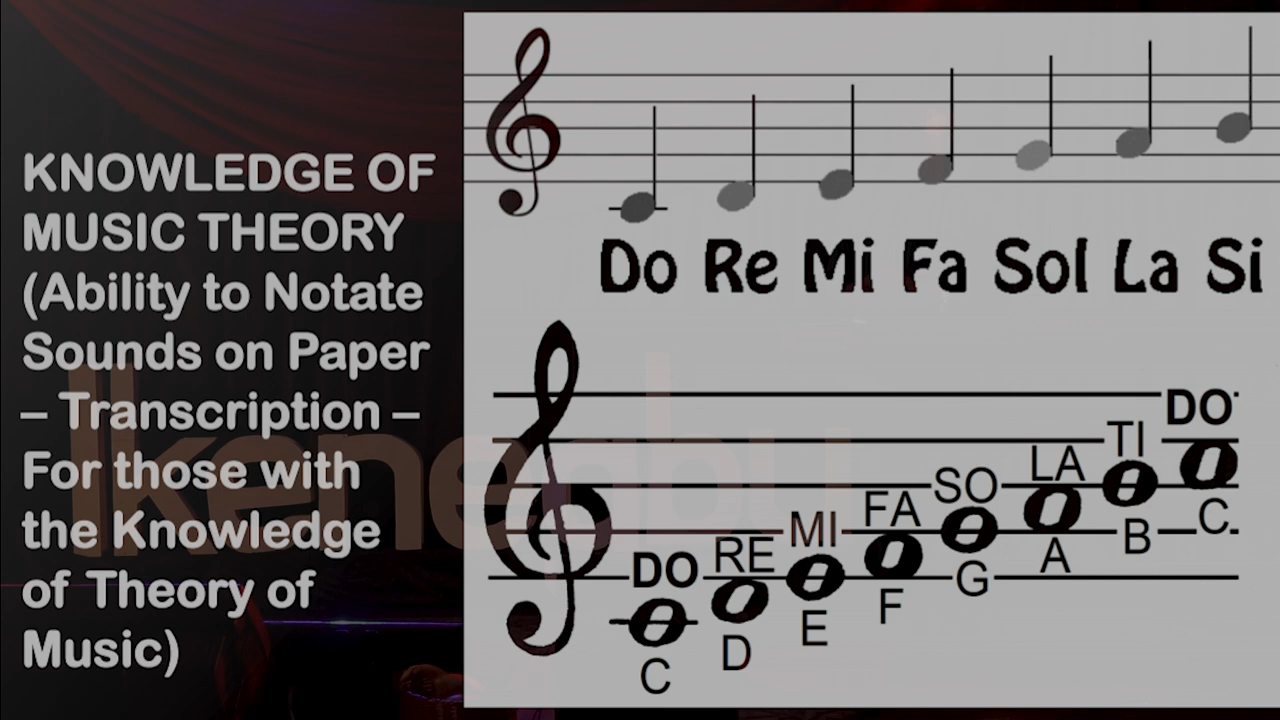 KNOWLEDGE OF
MUSIC THEORY
(Ability to Notate
Sounds on Paper
– Transcription –
For those with
the Knowledge
of Theory of
Music)
Do Re Mi Fa Sol La Si
DO RE MI FA SO LA TI DO
C D E F G A B C